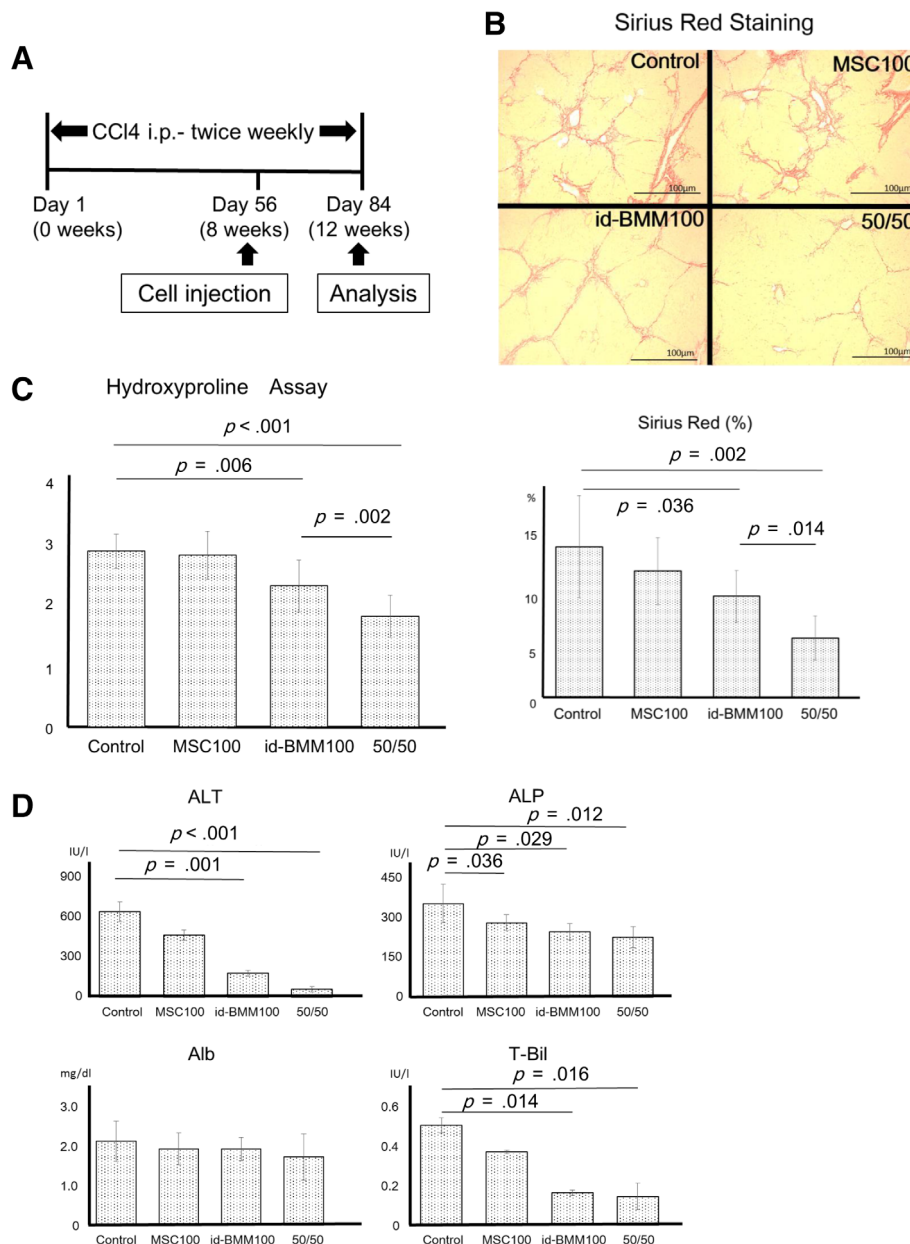 A
CCl4 i.p.- twice weekly
Day 1 Day 56 Day 84
(0 weeks) (8 weeks) (12 weeks)
Cell injection Analysis
B
Sirius Red Staining
Control MSC100
100µm 100µm
id-BMM100 50/50
100µm 100µm
C
Hydroxyproline Assay
p < .001
p = .006
p = .002
4
3
2
1
0
Control MSC100 id-BMM100 50/50
Sirius Red (%)
p = .002
p = .036
p = .014
%
15
10
5
0
Control MSC100 id-BMM100 50/50
D
ALT
p < .001
p = .001
IU/l
900
600
300
0
Control MSC100 id-BMM100 50/50
ALP
p = .012
p = .029
p = .036
IU/l
450
300
150
0
Control MSC100 id-BMM100 50/50
Alb
mg/dl
3.0
2.0
1.0
0
Control MSC100 id-BMM100 50/50
T-Bil
p = .016
p = .014
IU/l
0.6
0.4
0.2
0
Control MSC100 id-BMM100 50/50